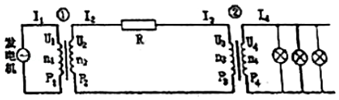 I₁ ① I₂ I₃ ② I₄
发电机
U₁ U₂ R U₃ U₄
n₁ n₂ n₃ n₄
P₁ P₂ P₃ P₄